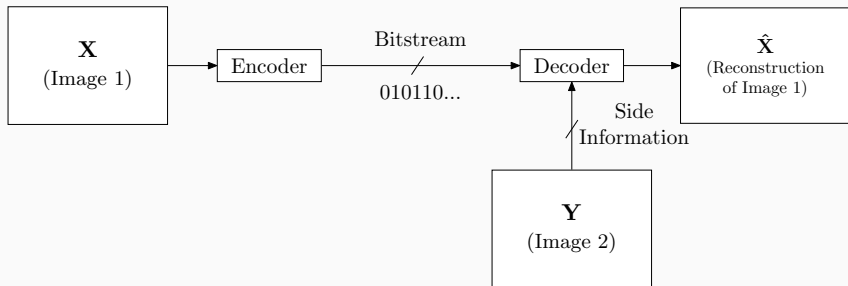 X
(Image 1)
Encoder
Bitstream
010110...
Decoder
X̂
(Reconstruction
of Image 1)
Side
Information
Y
(Image 2)